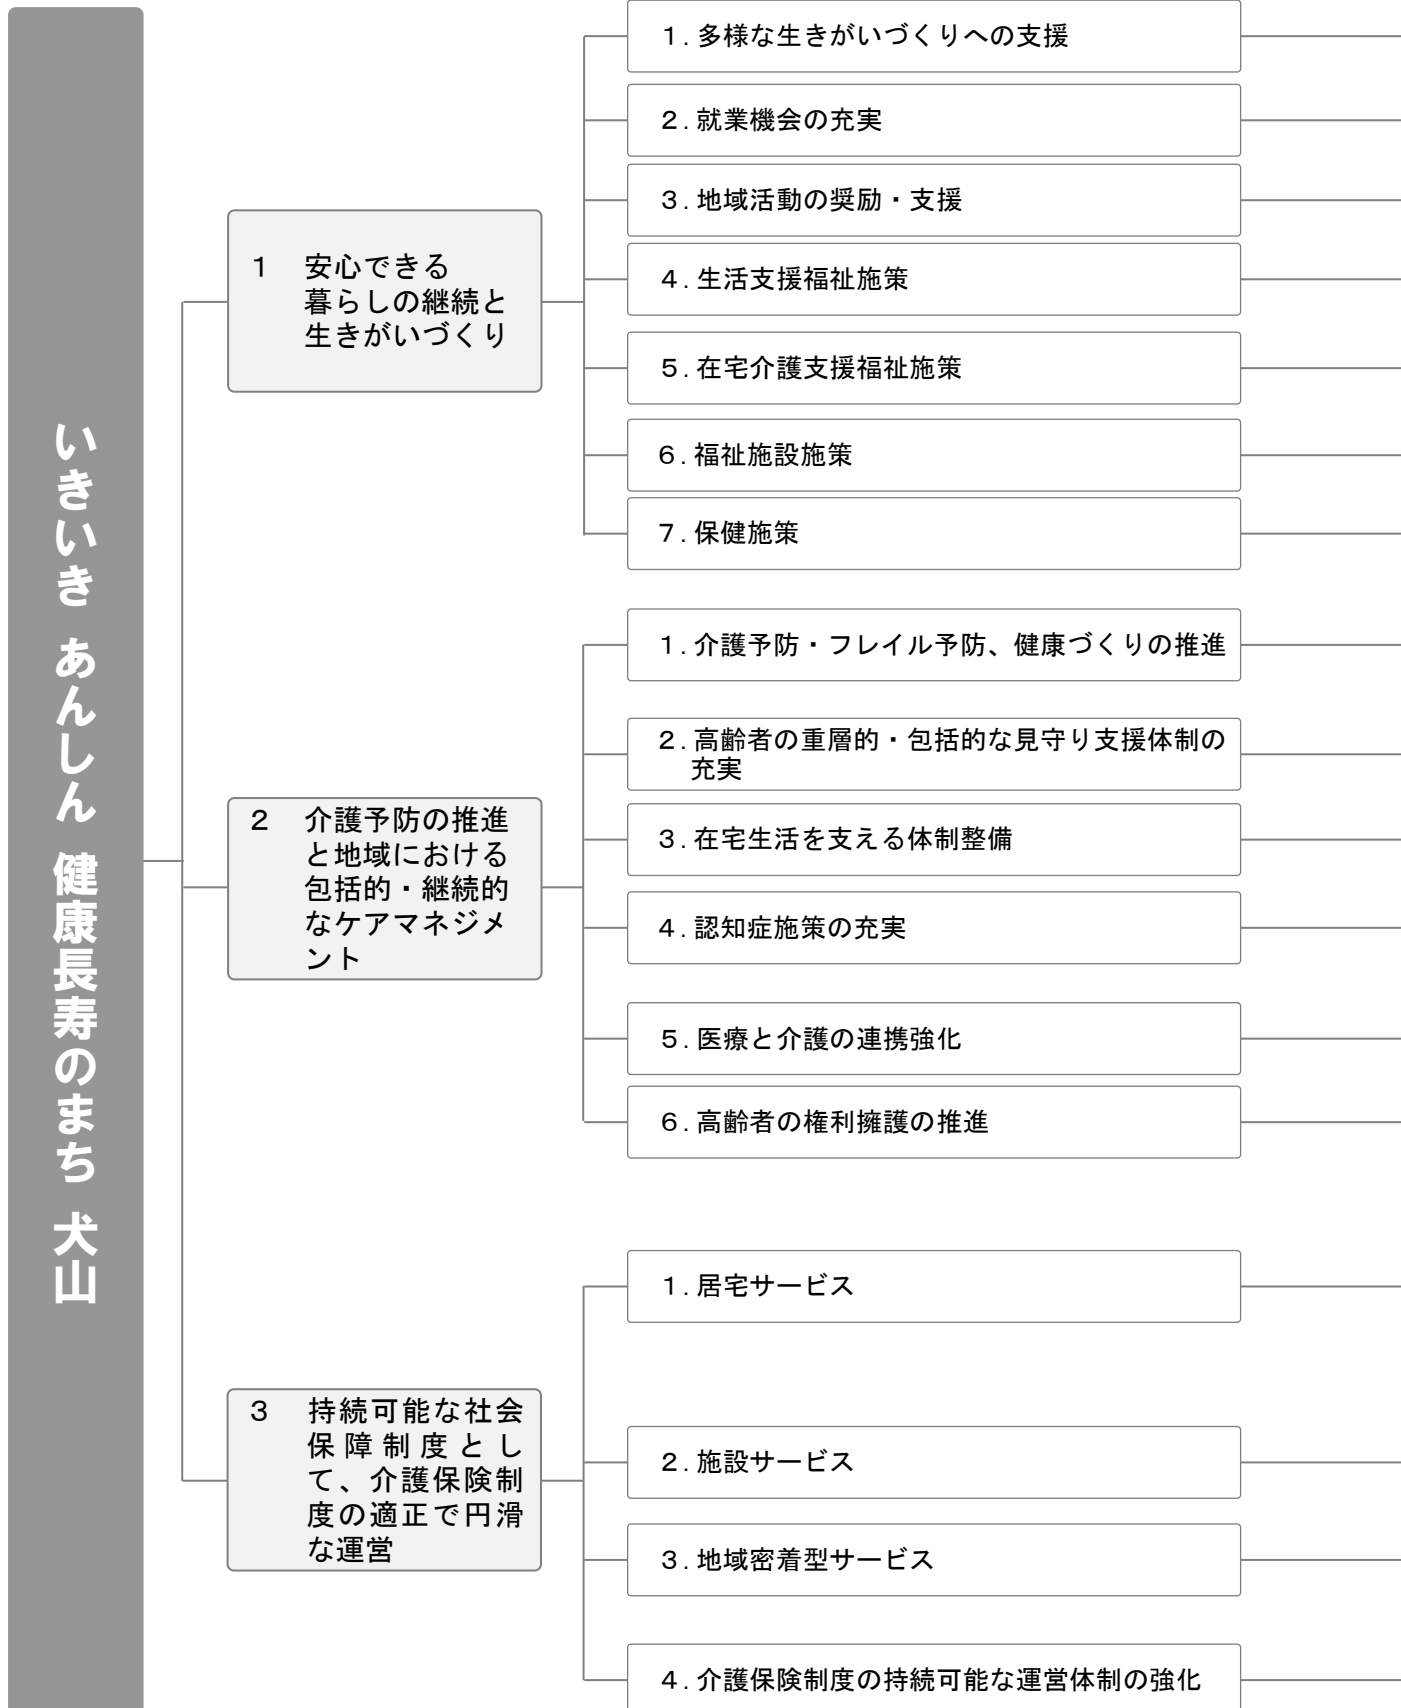 いきいき あんしん 健康長寿のまち 犬山
1 安心できる
暮らしの継続と
生きがいづくり
1．多様な生きがいづくりへの支援
2．就業機会の充実
3．地域活動の奨励・支援
4．生活支援福祉施策
5．在宅介護支援福祉施策
6．福祉施設施策
7．保健施策
2 介護予防の推進
と地域における
包括的・継続的
なケアマネジメ
ント
1．介護予防・フレイル予防、健康づくりの推進
2．高齢者の重層的・包括的な見守り支援体制の
充実
3．在宅生活を支える体制整備
4．認知症施策の充実
5．医療と介護の連携強化
6．高齢者の権利擁護の推進
3 持続可能な社会
保障制度とし
て、介護保険制
度の適正で円滑
な運営
1．居宅サービス
2．施設サービス
3．地域密着型サービス
4．介護保険制度の持続可能な運営体制の強化